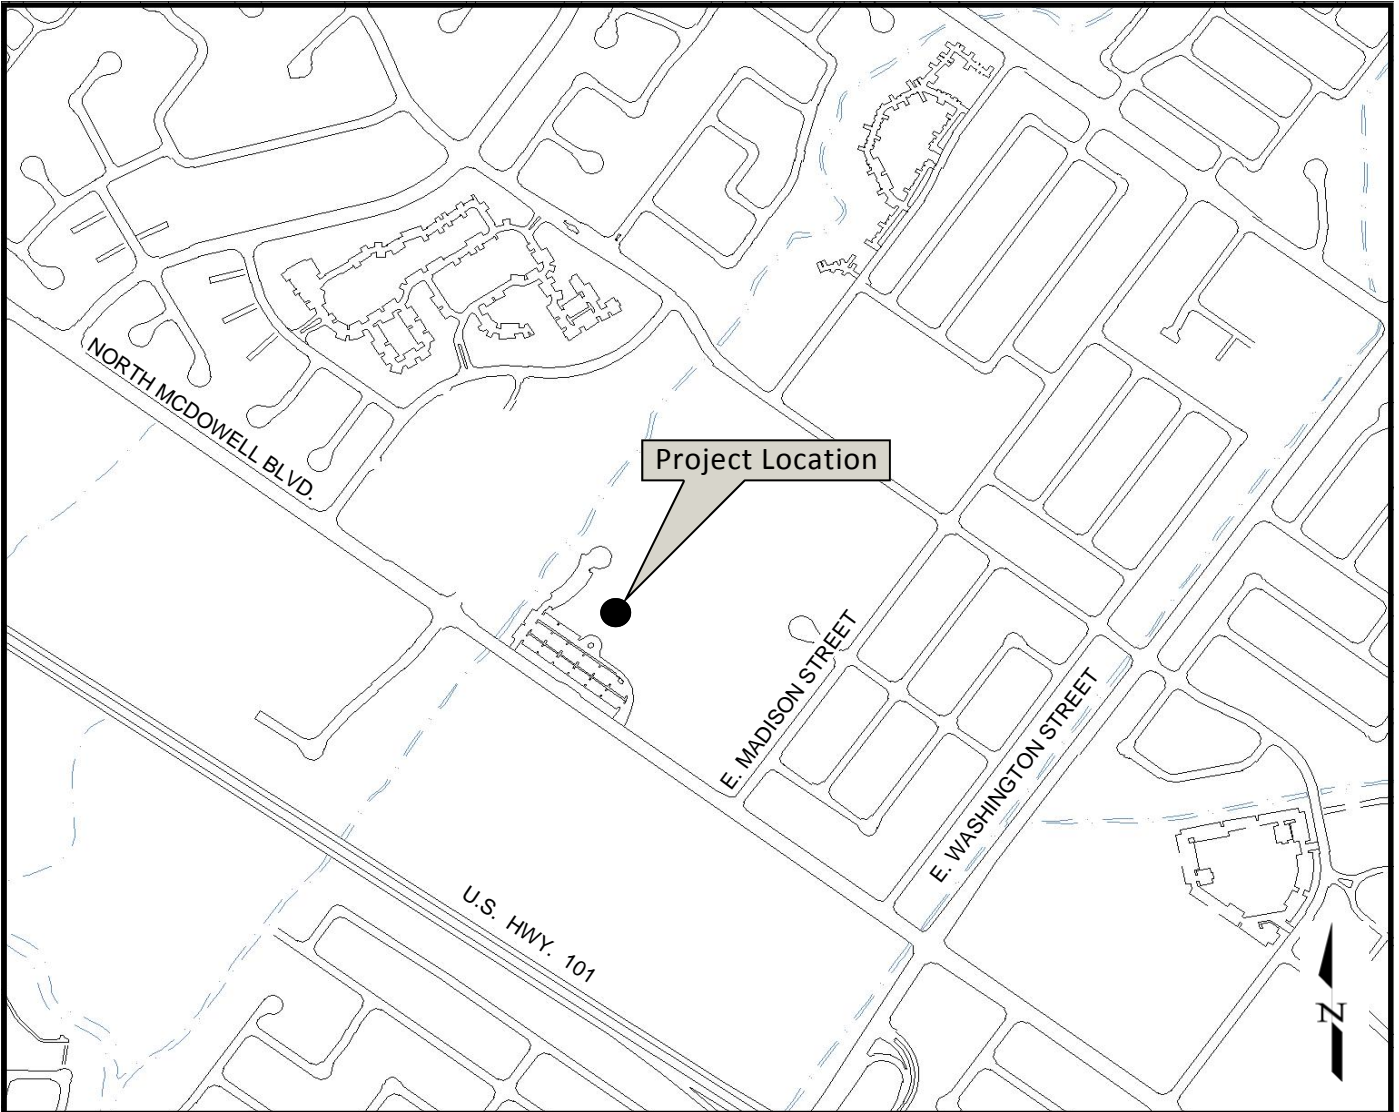 NORTH MCDOWELL BLVD.
Project Location
E. MADISON STREET
E. WASHINGTON STREET
U.S. HWY. 101
N